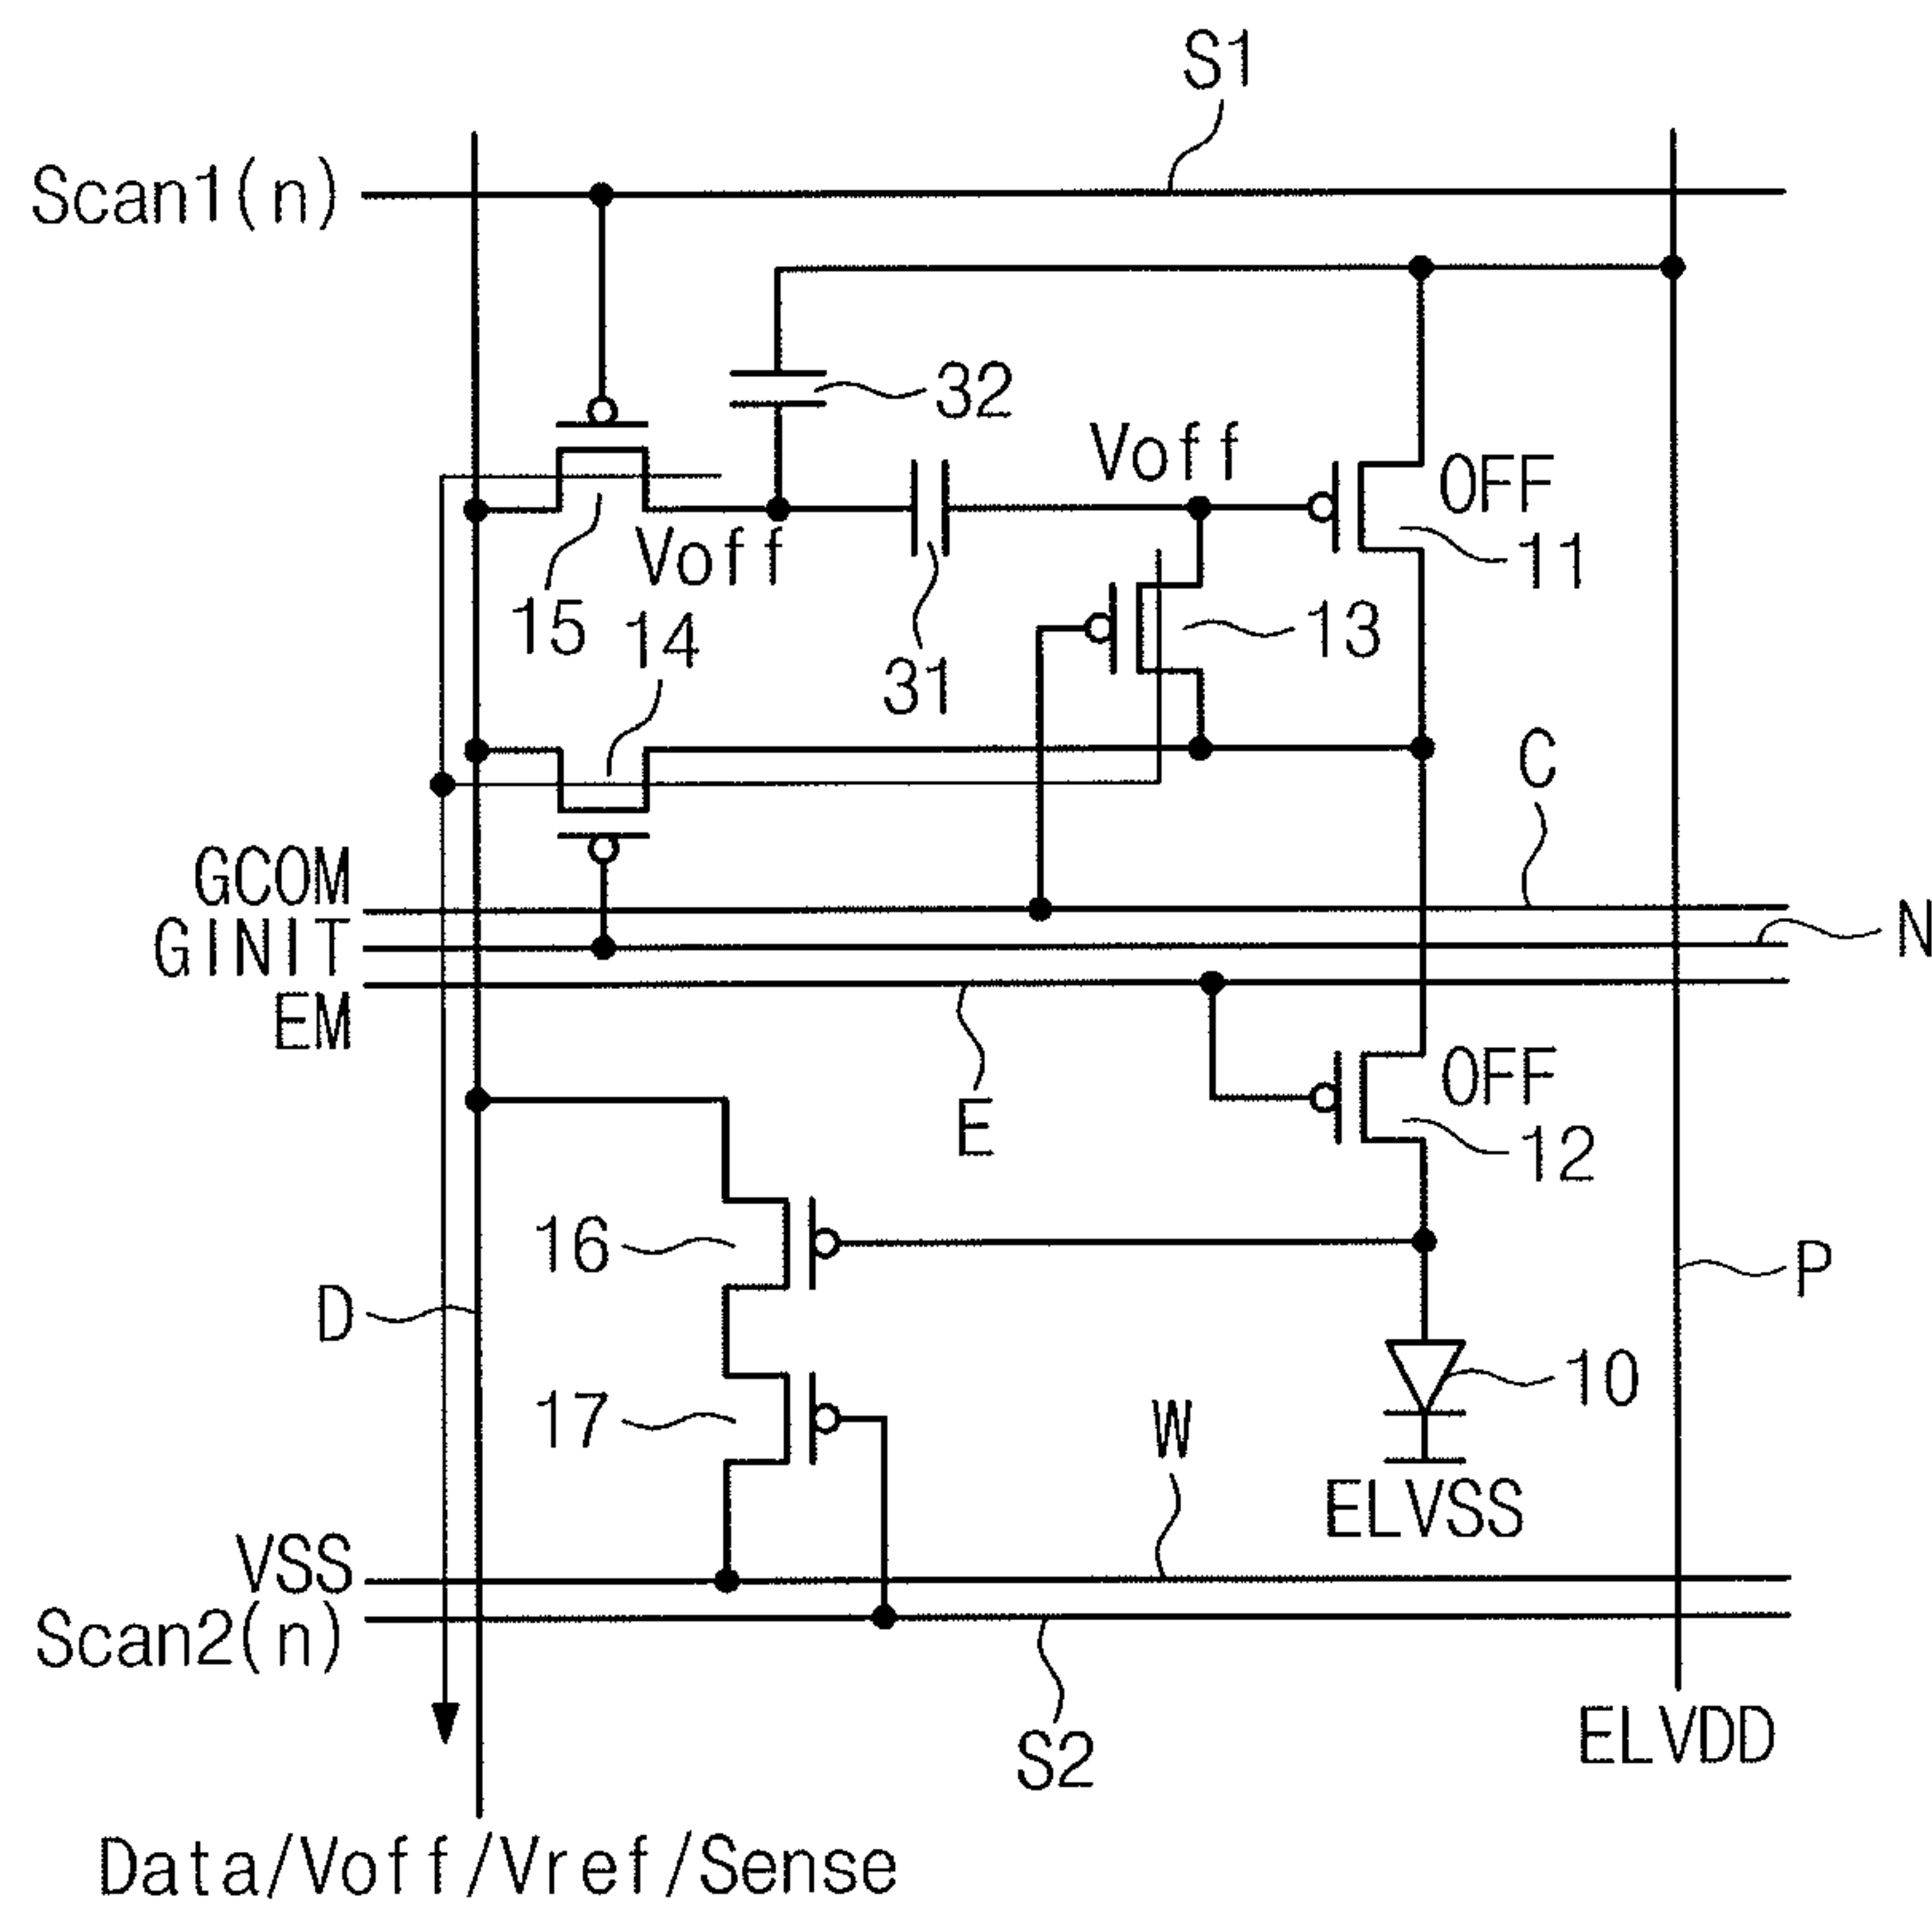 S1
Scan1(n)
32
Voff
OFF
11
Voff
15
14
13
31
C
GCOM
GINIT
N
EM
OFF
E
12
16
D
P
10
17
W
ELVSS
VSS
Scan2(n)
S2
ELVDD
Data/Voff/Vref/Sense